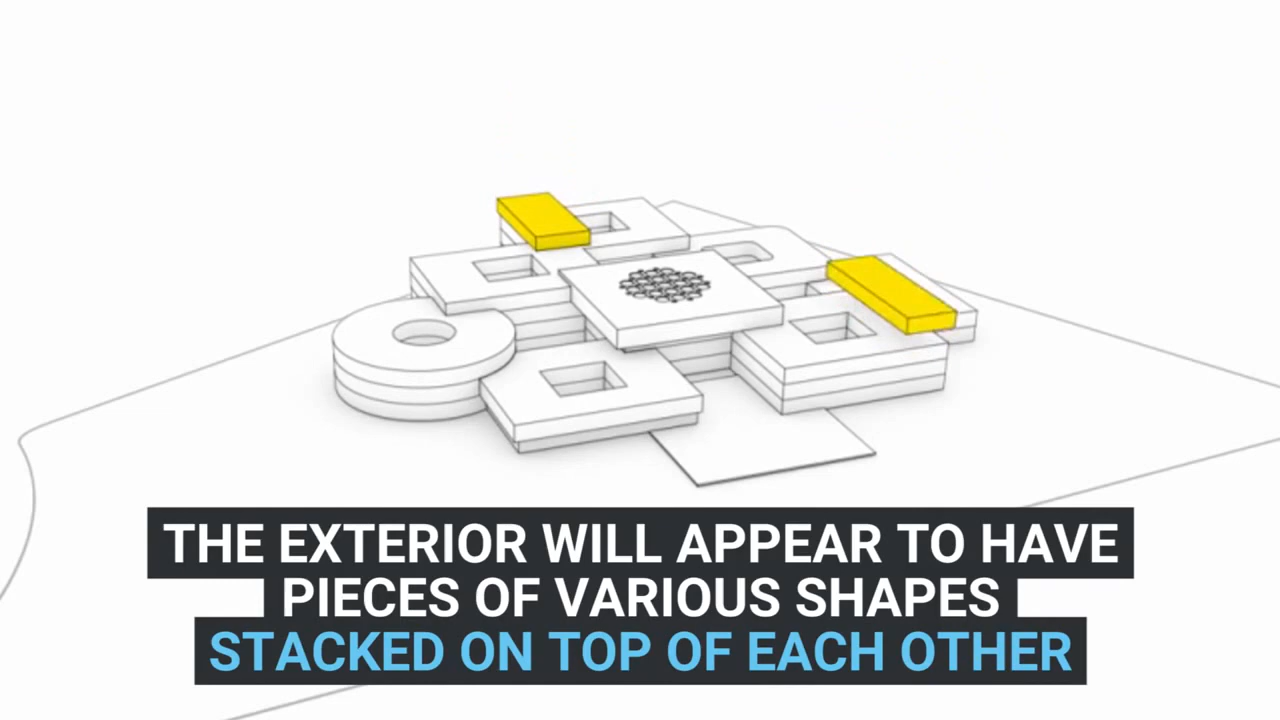 THE EXTERIOR WILL APPEAR TO HAVE
PIECES OF VARIOUS SHAPES
STACKED ON TOP OF EACH OTHER